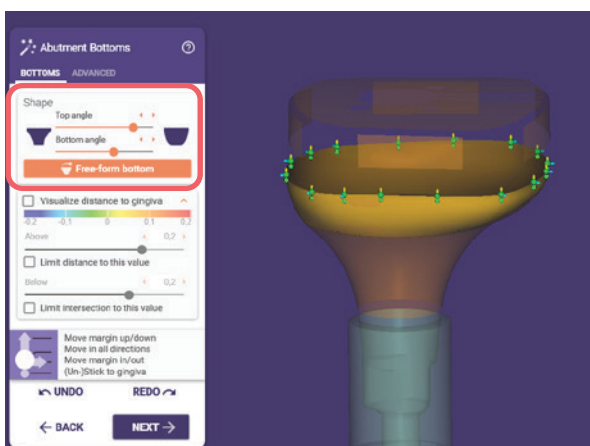 Abutment Bottoms
BOTTOMS ADVANCED
Shape
Top angle
Bottom angle
Free-form bottom
Visualize distance to gingiva
-0.2 -0.1 0 0.1 0.2
Above 0,2
Limit distance to this value
Below 0,2
Limit intersection to this value
Move margin up/down
Move in all directions
Move margin in/out
(Un-)Stick to gingiva
UNDO REDO
BACK NEXT